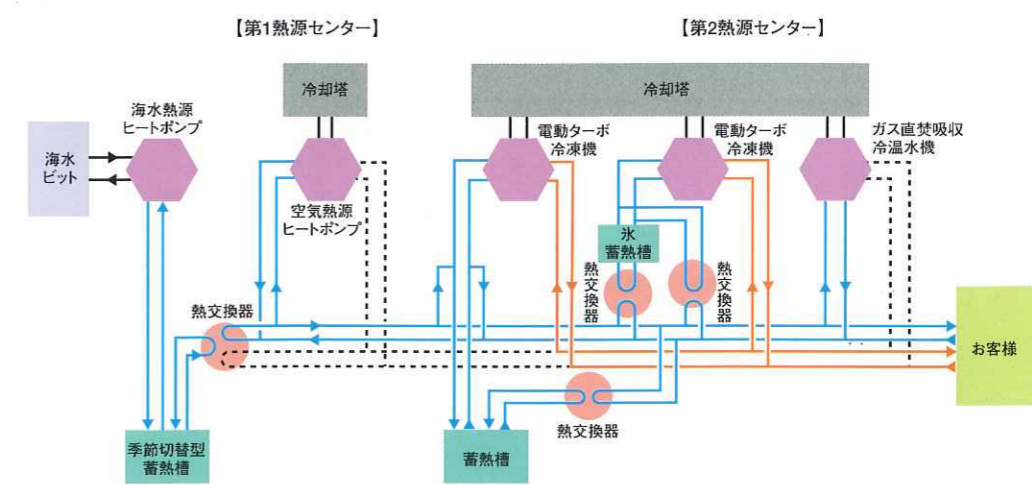 【第1熱源センター】
【第2熱源センター】
冷却塔
冷却塔
海水熱源
ヒートポンプ
海水
ピット
空気熱源
ヒートポンプ
電動ターボ
冷凍機
電動ターボ
冷凍機
ガス直焚吸収
冷温水機
氷
蓄熱槽
熱交換器
熱交換器
熱交換器
お客様
熱交換器
季節切替型
蓄熱槽
蓄熱槽